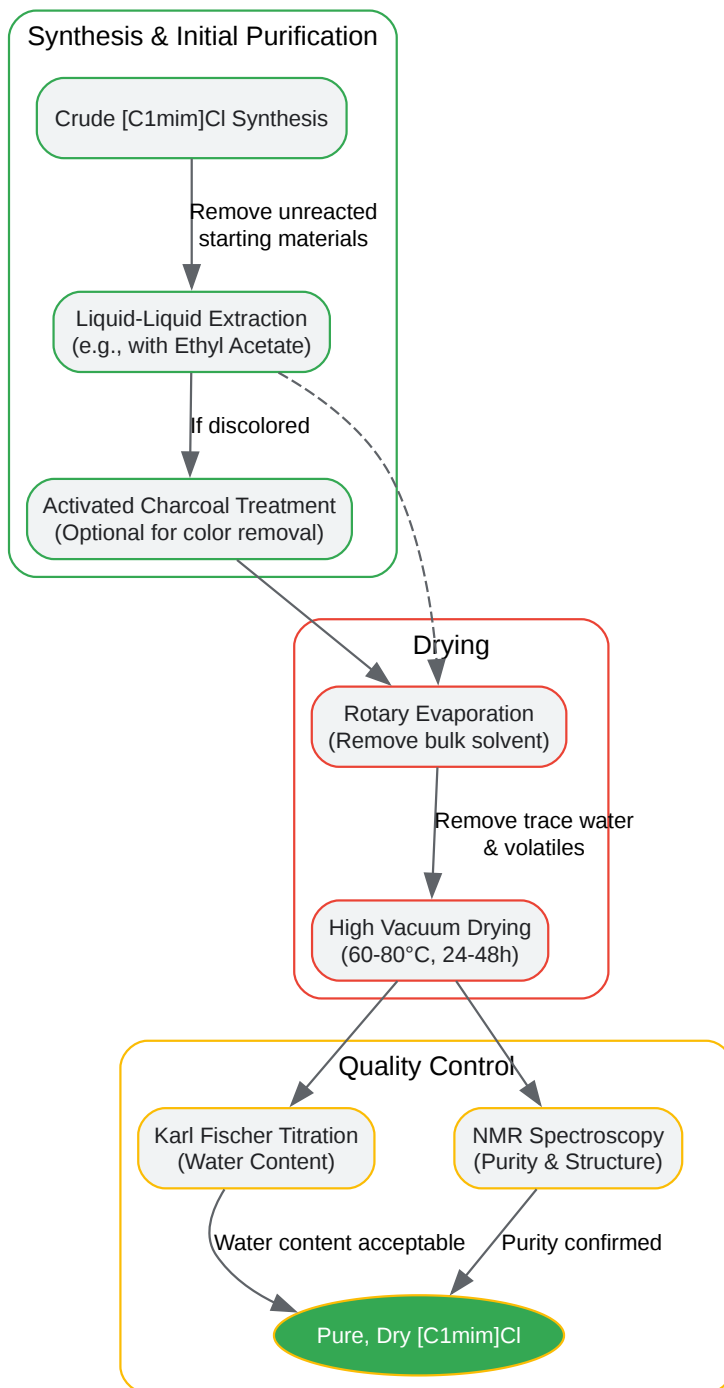 Synthesis & Initial Purification
Crude [C1mim]Cl Synthesis
Remove unreacted
starting materials
Liquid-Liquid Extraction
(e.g., with Ethyl Acetate)
If discolored
Activated Charcoal Treatment
(Optional for color removal)
Drying
Rotary Evaporation
(Remove bulk solvent)
Remove trace water
& volatiles
High Vacuum Drying
(60-80°C, 24-48h)
Quality Control
Karl Fischer Titration
(Water Content)
NMR Spectroscopy
(Purity & Structure)
Water content acceptable
Purity confirmed
Pure, Dry [C1mim]Cl